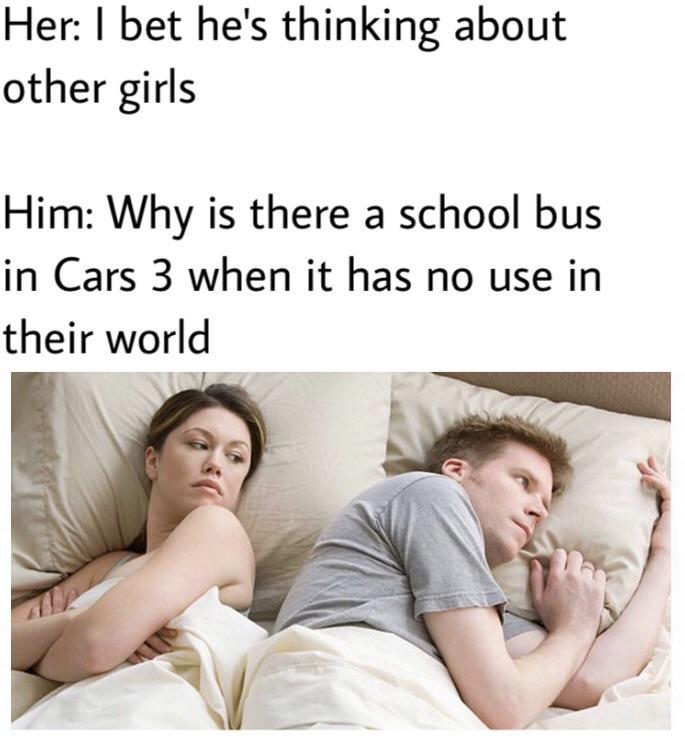 Her: I bet he's thinking about
other girls
Him: Why is there a school bus
in Cars 3 when it has no use in
their world